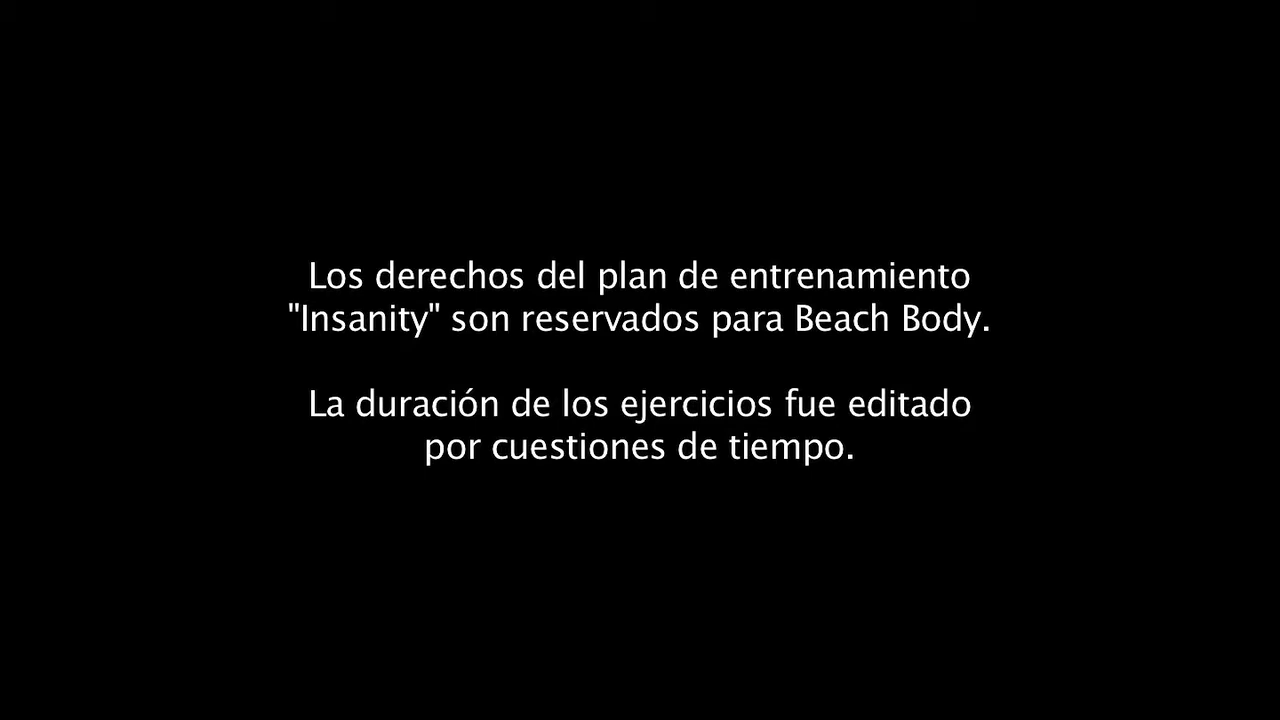 Los derechos del plan de entrenamiento
"Insanity" son reservados para Beach Body.
La duración de los ejercicios fue editado
por cuestiones de tiempo.